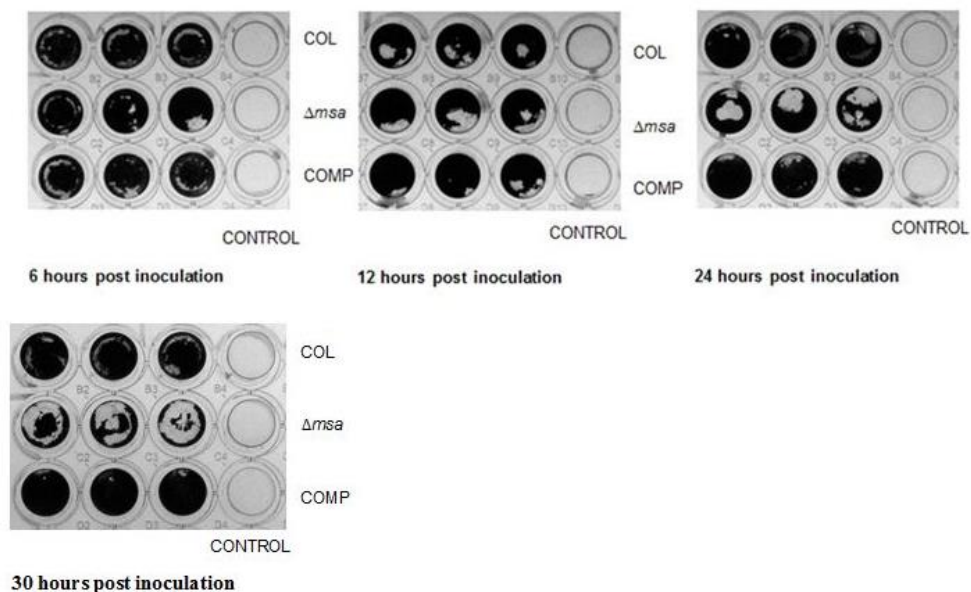 COL
Δmsa
COMP
CONTROL
6 hours post inoculation
COL
Δmsa
COMP
CONTROL
12 hours post inoculation
COL
Δmsa
COMP
CONTROL
24 hours post inoculation
COL
Δmsa
COMP
CONTROL
30 hours post inoculation